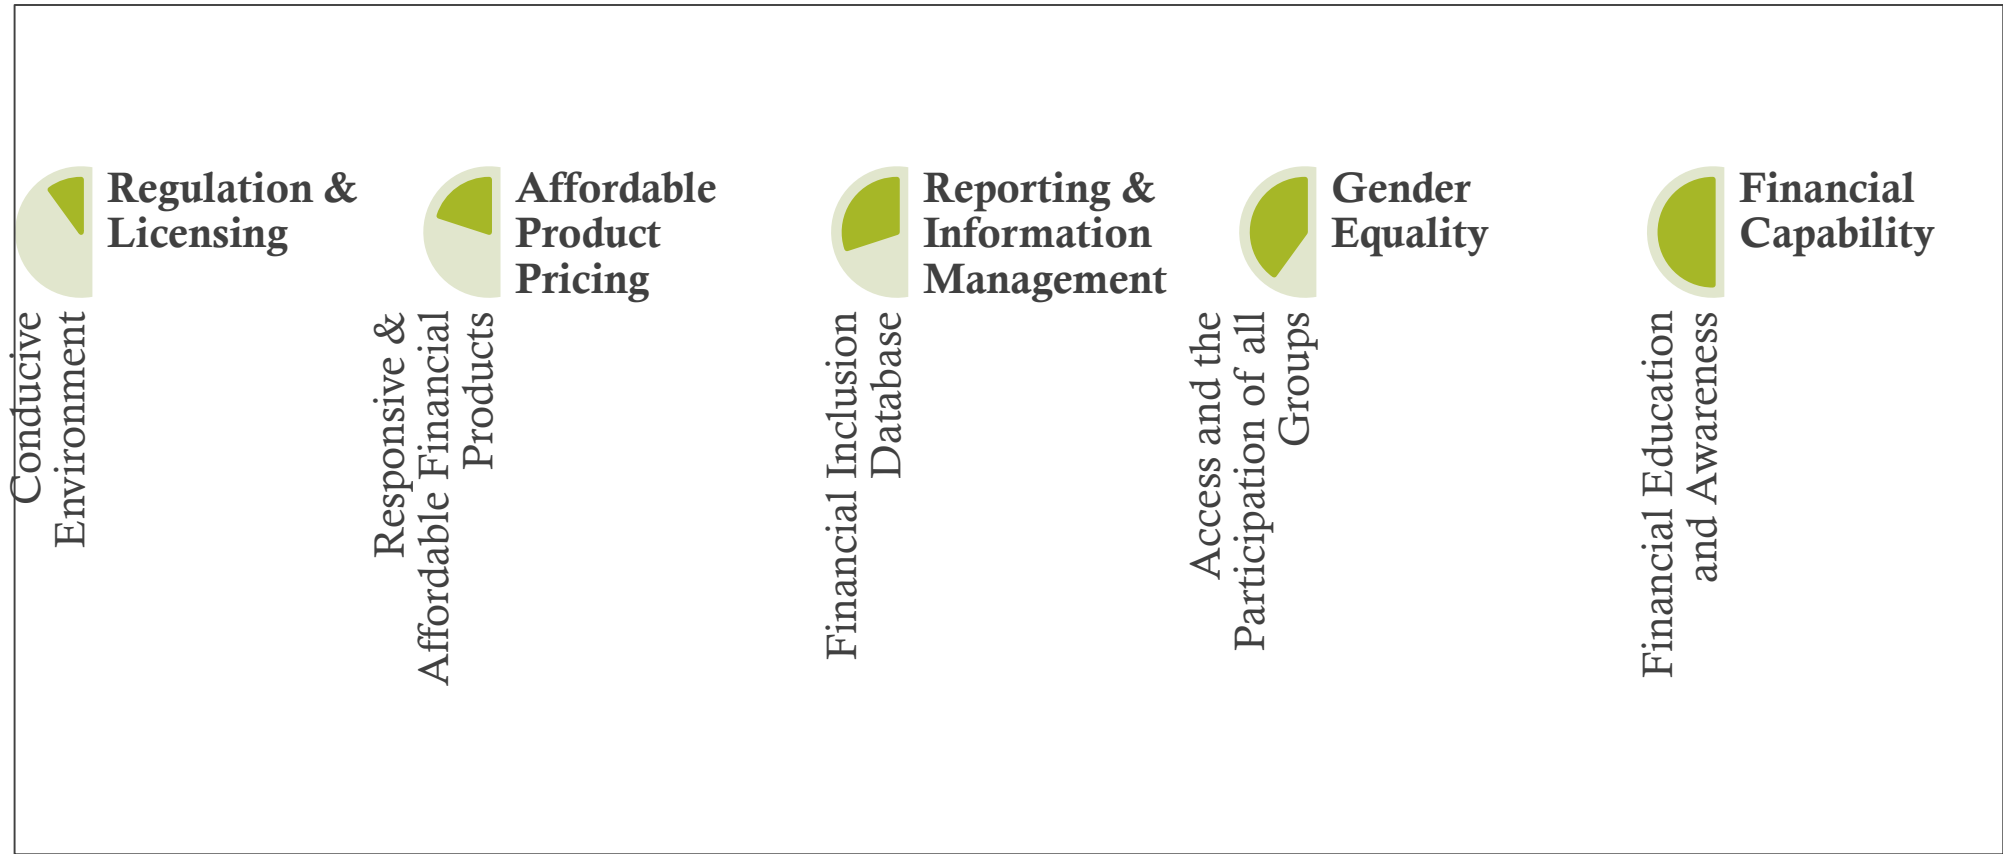 Regulation &
Licensing
Conducive
Environment
Affordable
Product
Pricing
Responsive &
Affordable Financial
Products
Reporting &
Information
Management
Financial Inclusion
Database
Gender
Equality
Access and the
Participation of all
Groups
Financial
Capability
Financial Education
and Awareness